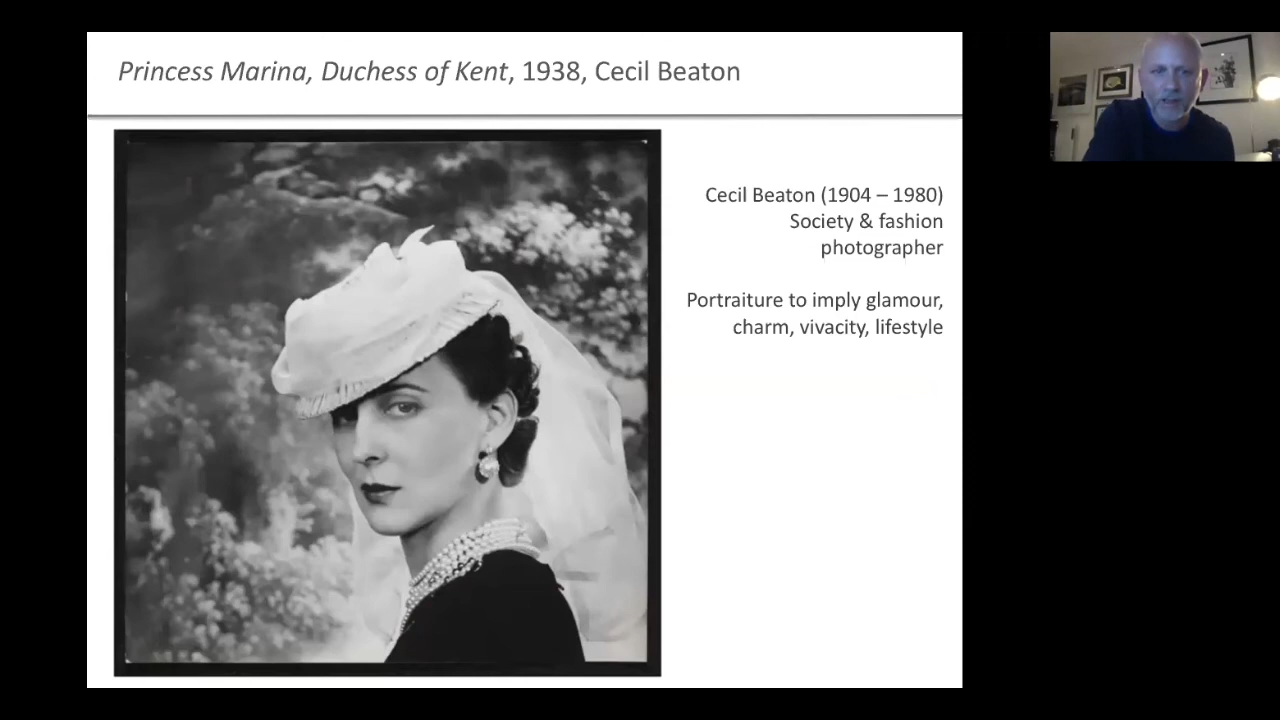 Princess Marina, Duchess of Kent, 1938, Cecil Beaton
Cecil Beaton (1904 – 1980)
Society & fashion
photographer
Portraiture to imply glamour,
charm, vivacity, lifestyle